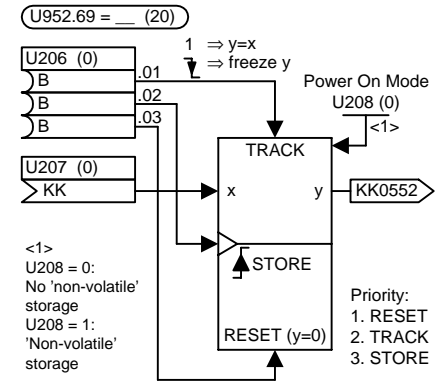 U952.69 = __ (20)
U206 (0)
B .01
B .02
B .03
1 ⇒ y=x
⇒ freeze y
Power On Mode
U208 (0)
<1>
TRACK
U207 (0)
KK
x
y
KK0552
STORE
RESET (y=0)
<1>
U208 = 0:
No 'non-volatile'
storage
U208 = 1:
'Non-volatile'
storage
Priority:
1. RESET
2. TRACK
3. STORE